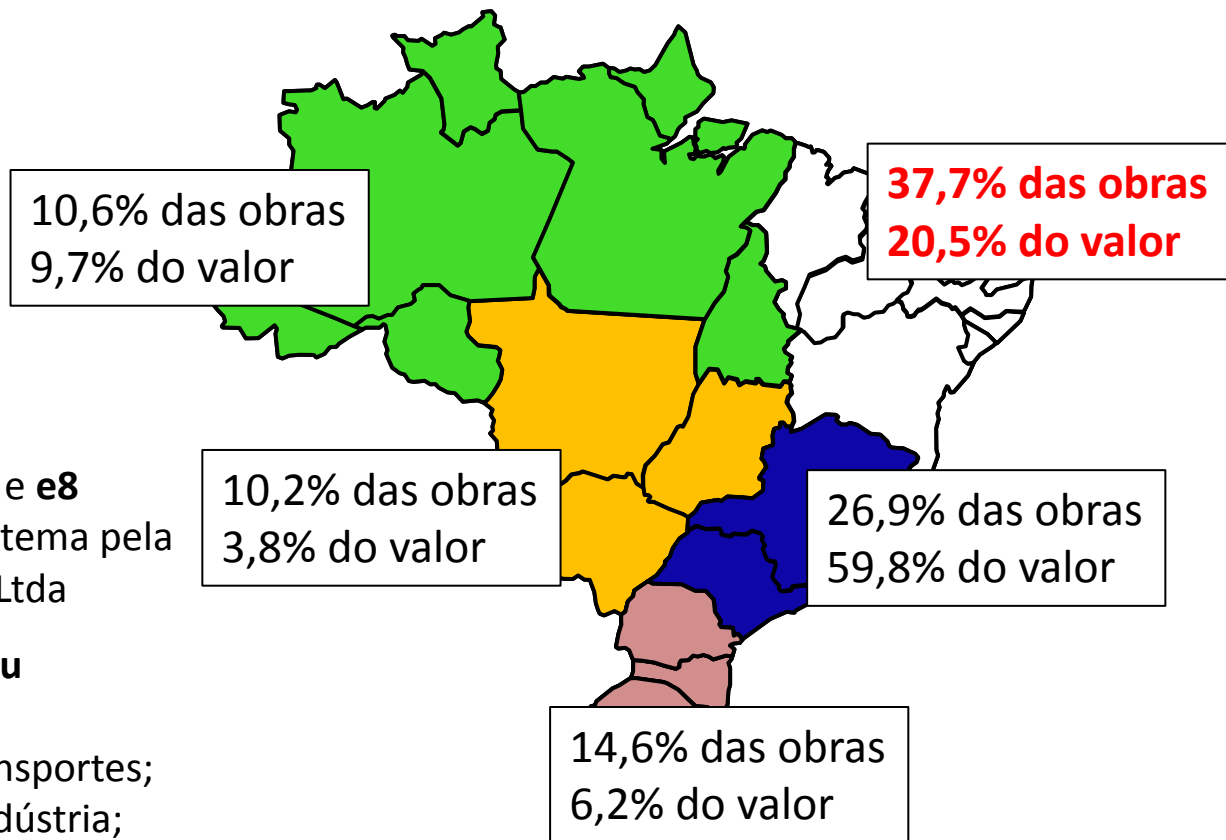 37,7% das obras
20,5% do valor
10,6% das obras
9,7% do valor
e e8
10,2% das obras
3,8% do valor
26,9% das obras
59,8% do valor
tema pela
Ltda
14,6% das obras
6,2% do valor